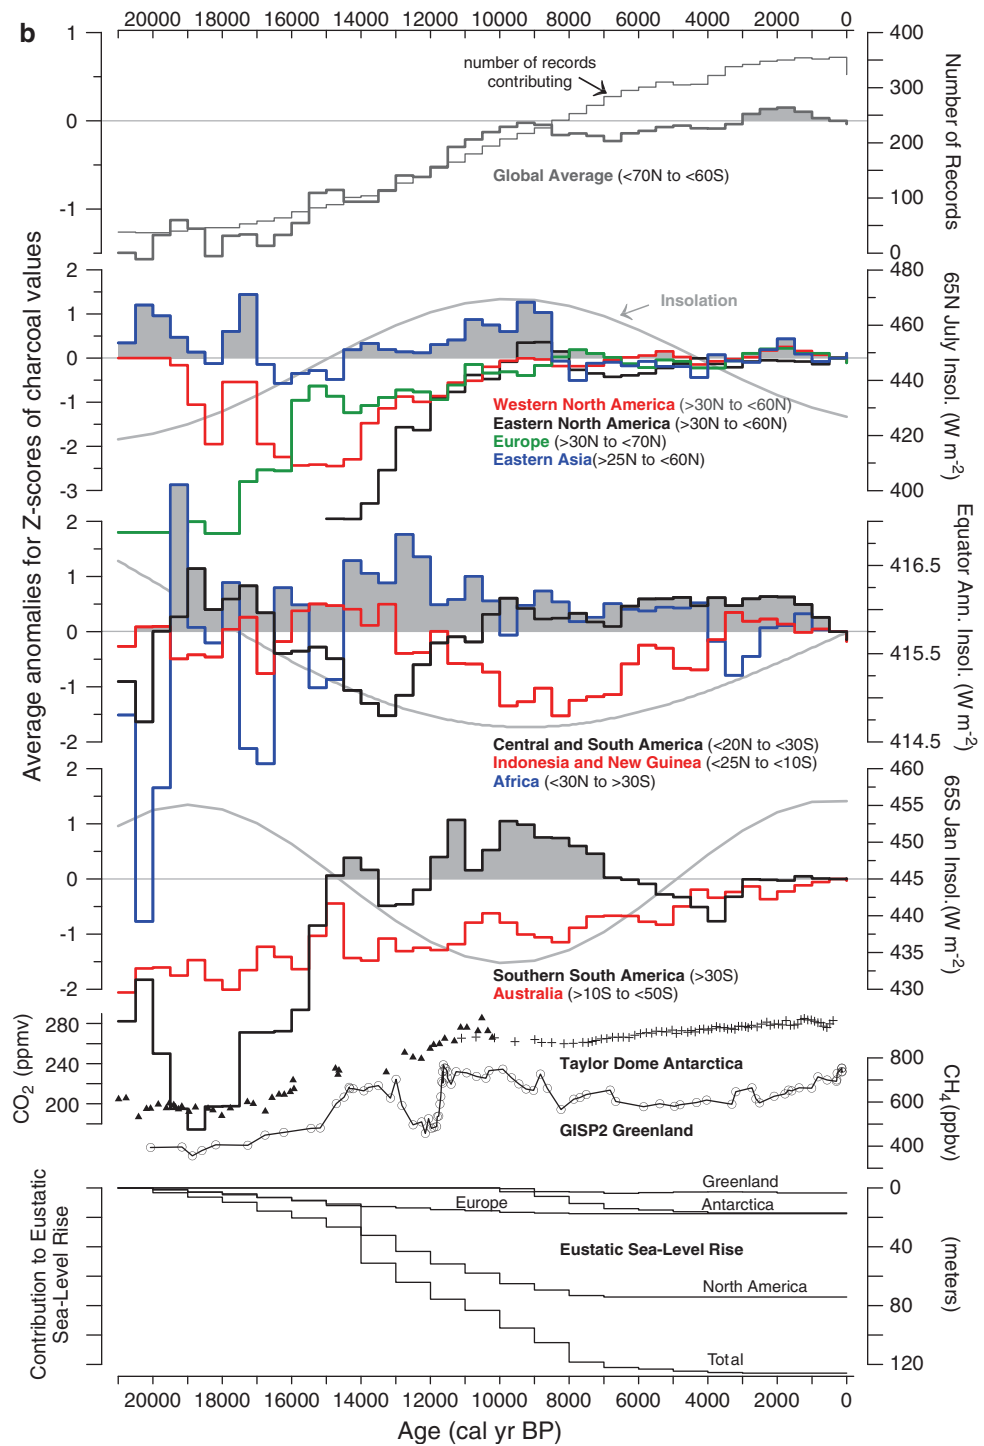 b
20000 18000 16000 14000 12000 10000 8000 6000 4000 2000 0
1
0
-1
400
300
200
100
0
number of records
contributing
Global Average (<70N to <60S)
Number of Records
Average anomalies for Z-scores of charcoal values
2
1
0
-1
-2
-3
480
460
440
420
400
Insolation
Western North America (>30N to <60N)
Eastern North America (>30N to <60N)
Europe (>30N to <70N)
Eastern Asia(>25N to <60N)
65N July Insol. (W m-2)
2
1
0
-1
-2
416.5
415.5
414.5
Central and South America (<20N to <30S)
Indonesia and New Guinea (<25N to <10S)
Africa (<30N to >30S)
Equator Ann. Insol. (W m-2)
2
1
0
-1
-2
460
455
450
445
440
435
430
Southern South America (>30S)
Australia (>10S to <50S)
65S Jan Insol.(W m-2)
CO2 (ppmv)
280
240
200
Taylor Dome Antarctica
GISP2 Greenland
800
600
400
CH4(ppbv)
Contribution to Eustatic
Sea-Level Rise
Greenland
Europe
Antarctica
Eustatic Sea-Level Rise
North America
Total
0
40
80
120
(meters)
20000 18000 16000 14000 12000 10000 8000 6000 4000 2000 0
Age (cal yr BP)